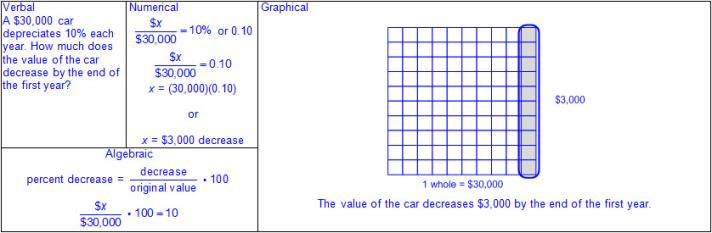 Verbal
A $30,000 car
depreciates 10% each
year. How much does
the value of the car
decrease by the end of
the first year?
Numerical
$x
$30,000 = 10% or 0.10
$x
$30,000 = 0.10
x = (30,000)(0.10)
or
x = $3,000 decrease
Algebraic
percent decrease = decrease
original value • 100
$x
$30,000 • 100 = 10
Graphical
$3,000
1 whole = $30,000
The value of the car decreases $3,000 by the end of the first year.